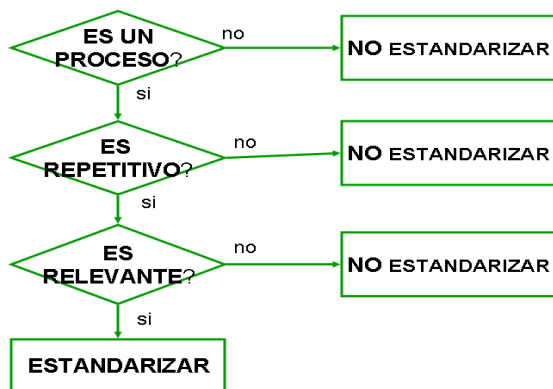 ES UN
PROCESO?
no
NO ESTANDARIZAR
si
ES
REPETITIVO?
no
NO ESTANDARIZAR
si
ES
RELEVANTE?
no
NO ESTANDARIZAR
si
ESTANDARIZAR